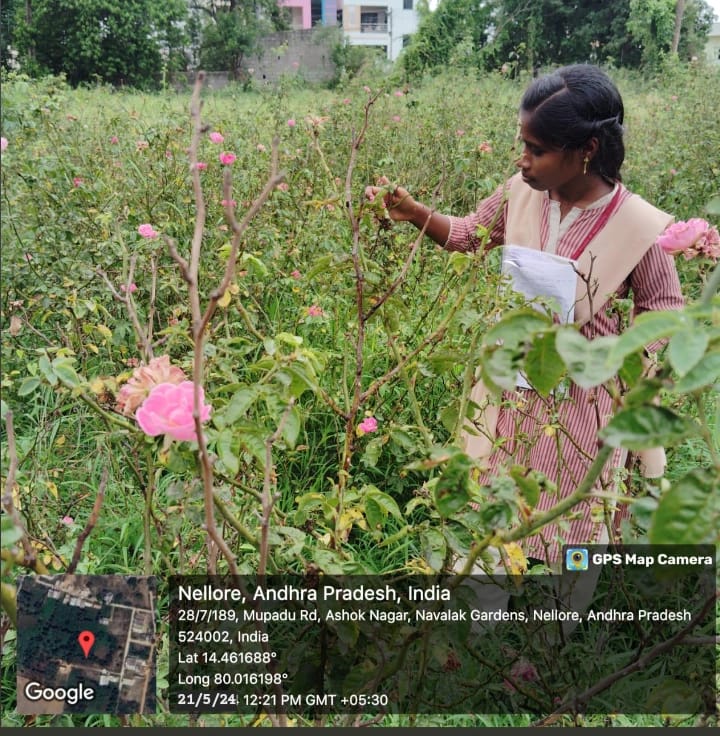 GPS Map Camera
Nellore, Andhra Pradesh, India
28/7/189, Mupadu Rd, Ashok Nagar, Navalak Gardens, Nellore, Andhra Pradesh
524002, India
Lat 14.461688°
Long 80.016198°
21/5/24 12:21 PM GMT +05:30
Google